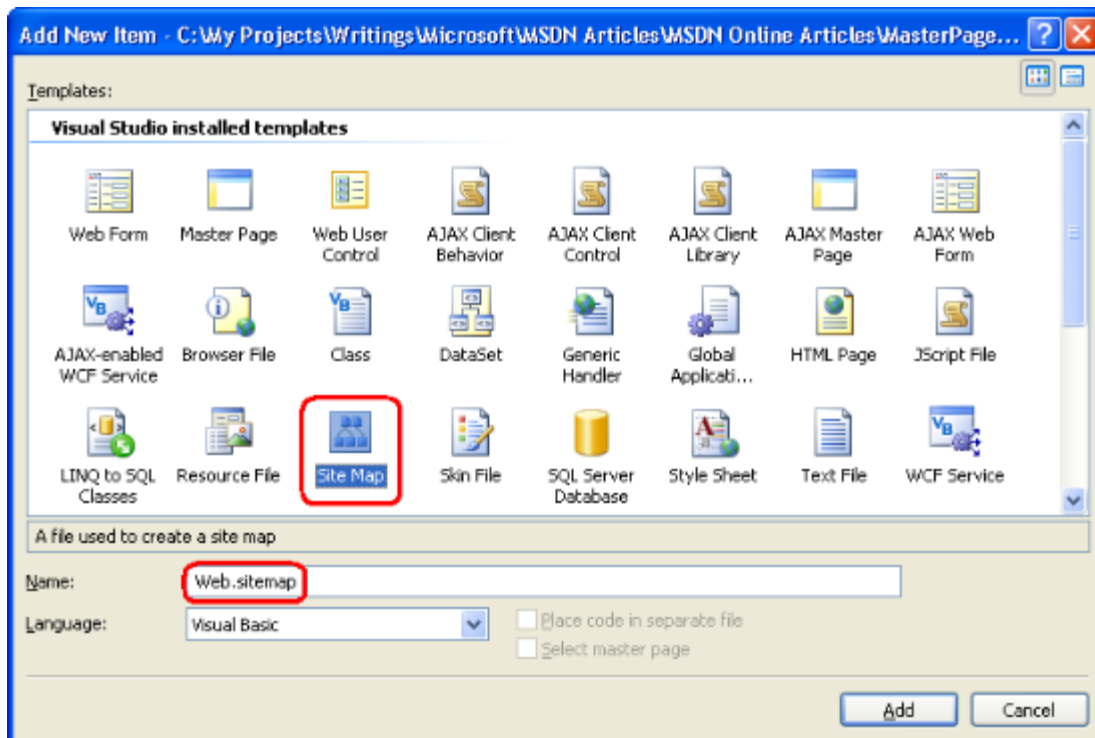 Add New Item - C:\My Projects\Writings\Microsoft\MSDN Articles\MSDN Online Articles\MasterPage...
Templates:
Visual Studio installed templates
Web Form
Master Page
Web User
Control
AJAX Client
Behavior
AJAX Client
Control
AJAX Client
Library
AJAX Master
Page
AJAX Web
Form
AJAX-enabled
WCF Service
Browser File
Class
DataSet
Generic
Handler
Global
Applicati...
HTML Page
JScript File
LINQ to SQL
Classes
Resource File
Site Map
Skin File
SQL Server
Database
Style Sheet
Text File
WCF Service
A file used to create a site map
Name:
Web.sitemap
Language:
Visual Basic
Place code in separate file
Select master page
Add
Cancel